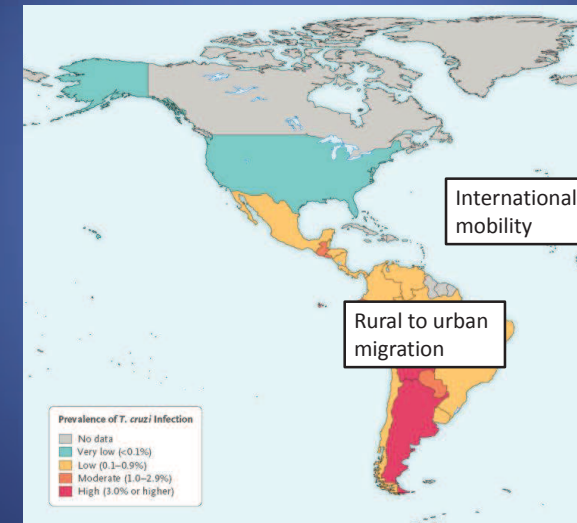 International
mobility
Rural to urban
migration
Prevalence of T. cruzi Infection
No data
Very low (<0.1%)
Low (0.1–0.9%)
Moderate (1.0–2.9%)
High (3.0% or higher)